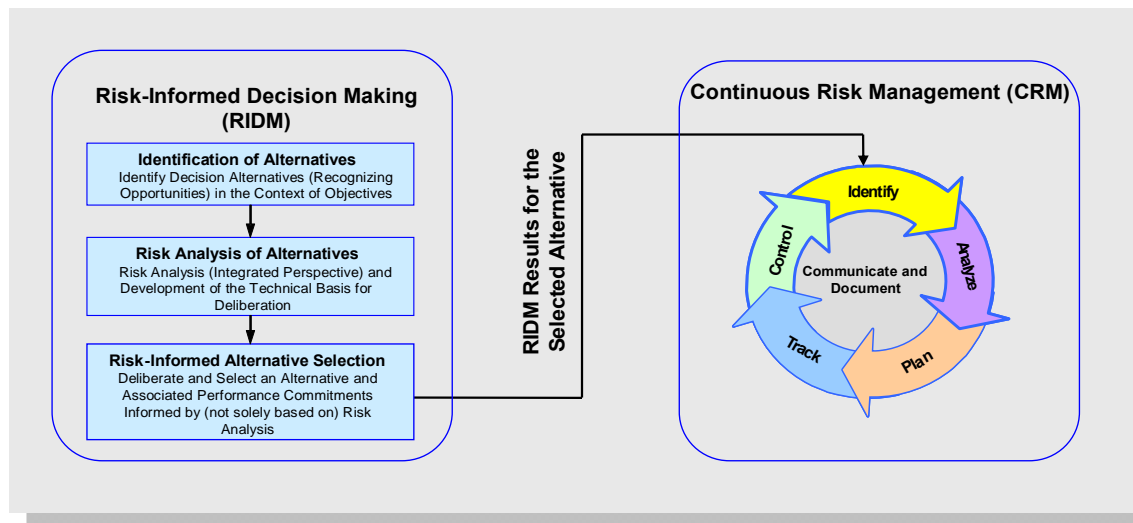 Risk-Informed Decision Making
(RIDM)
Identification of Alternatives
Identify Decision Alternatives (Recognizing
Opportunities) in the Context of Objectives
Risk Analysis of Alternatives
Risk Analysis (Integrated Perspective) and
Development of the Technical Basis for
Deliberation
Risk-Informed Alternative Selection
Deliberate and Select an Alternative and
Associated Performance Commitments
Informed by (not solely based on) Risk
Analysis
RIDM Results for the
Selected Alternative
Continuous Risk Management (CRM)
Identify
Analyze
Plan
Track
Control
Communicate and
Document